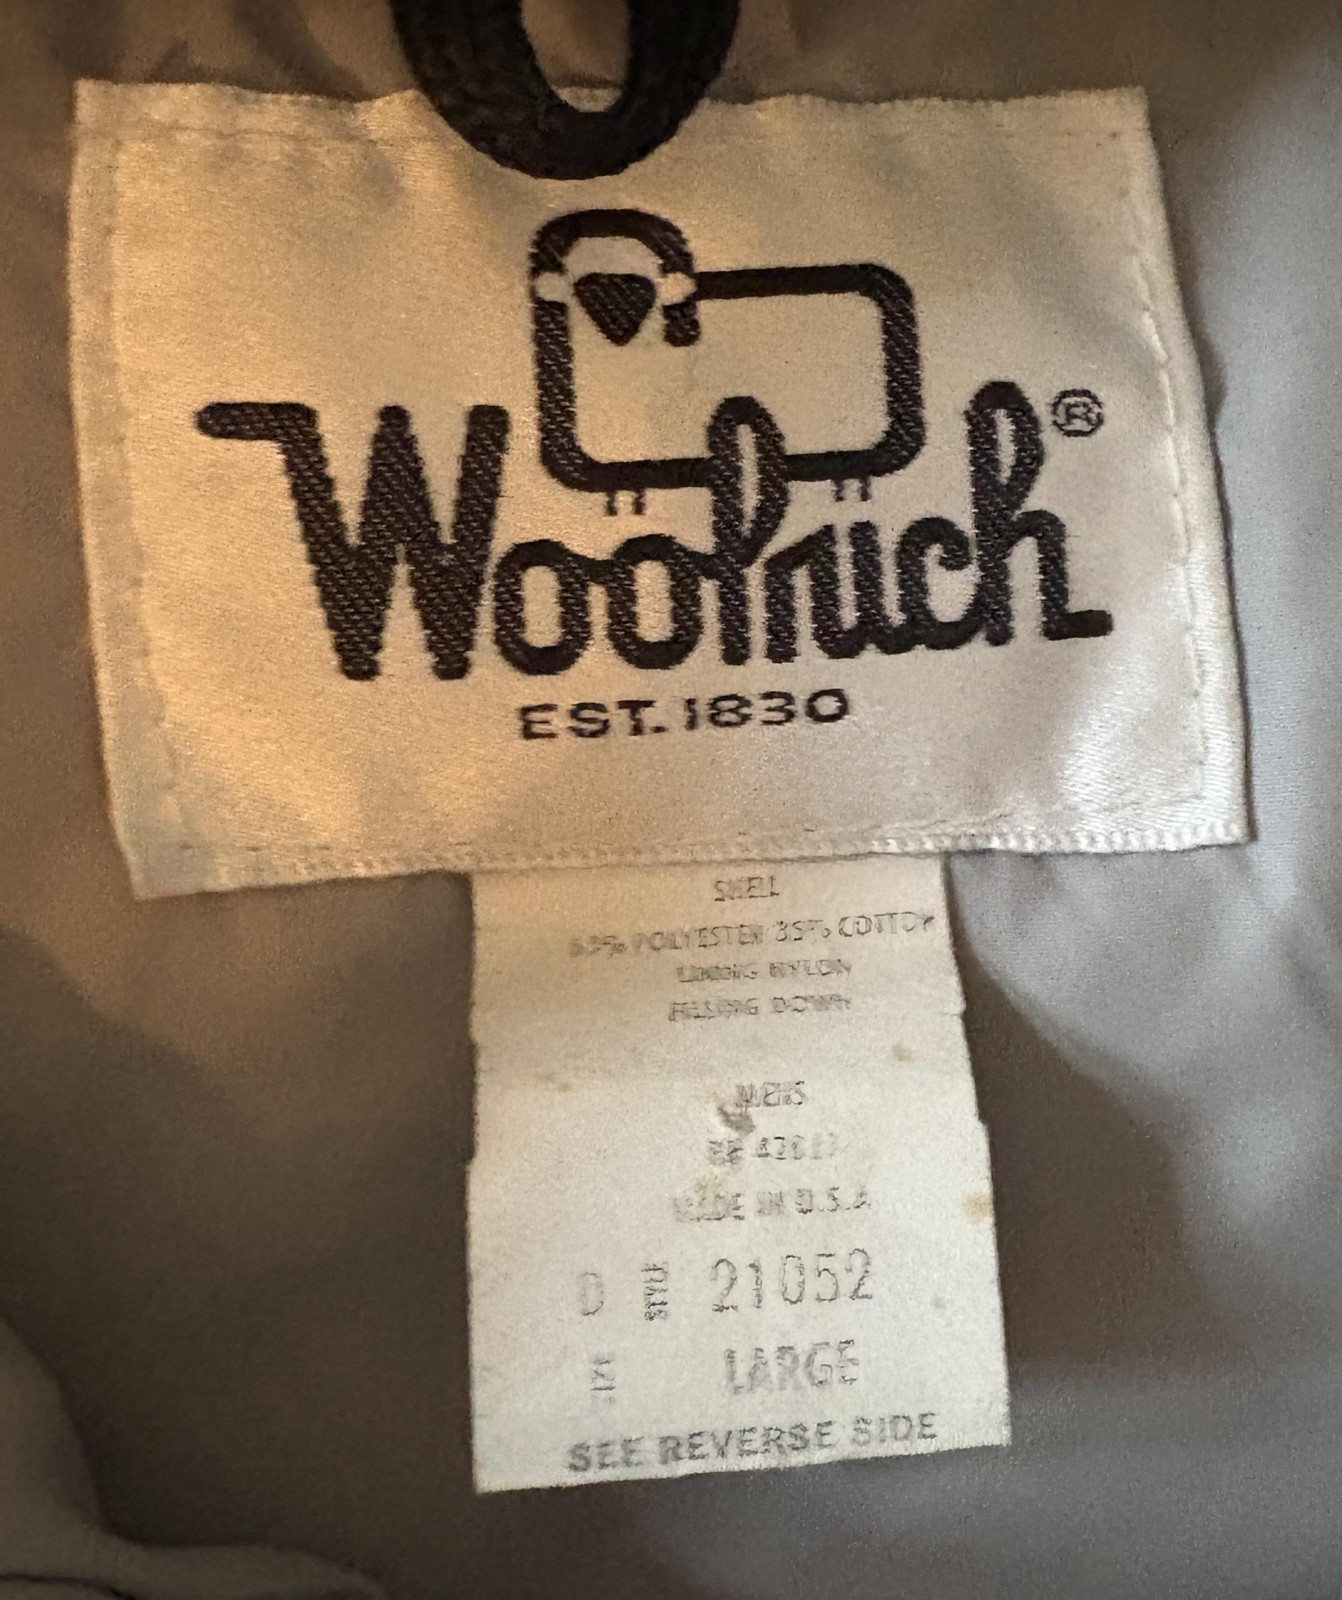 Woolrich®
EST. 1830
SHELL
65% POLYESTER 35% COTTON
LINING NYLON
FILLING DOWN
MENS
MADE IN U.S.A
21052
LARGE
SEE REVERSE SIDE